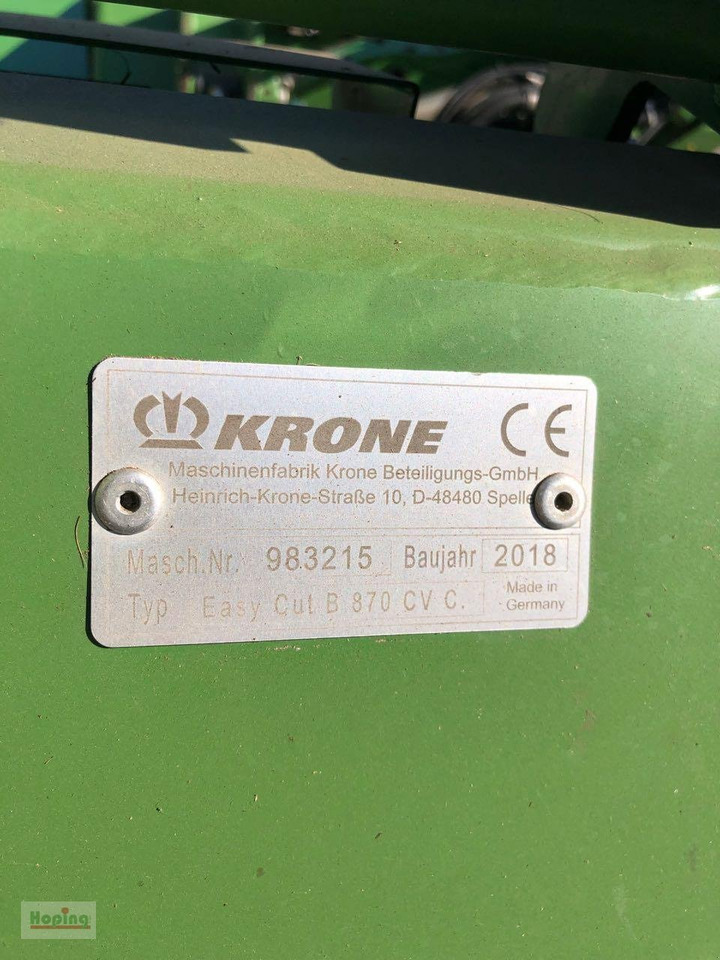 KRONE CE
Maschinenfabrik Krone Beteiligungs-GmbH
Heinrich-Krone-Straße 10, D-48480 Spelle
Masch.Nr. 983215 Baujahr 2018
Typ Easy Cut B 870 CV C. Made in
Germany
Hoping